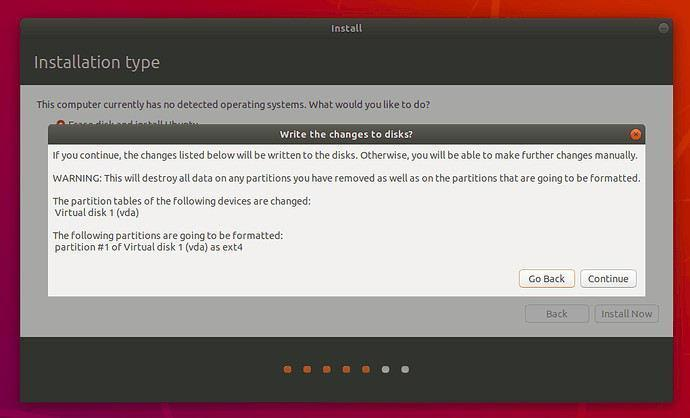 Install
Installation type
This computer currently has no detected operating systems. What would you like to do?
Erase disk and install Ubuntu
Write the changes to disks?
If you continue, the changes listed below will be written to the disks. Otherwise, you will be able to make further changes manually.
WARNING: This will destroy all data on any partitions you have removed as well as on the partitions that are going to be formatted.
The partition tables of the following devices are changed:
Virtual disk 1 (vda)
The following partitions are going to be formatted:
partition #1 of Virtual disk 1 (vda) as ext4
Go Back
Continue
Back
Install Now